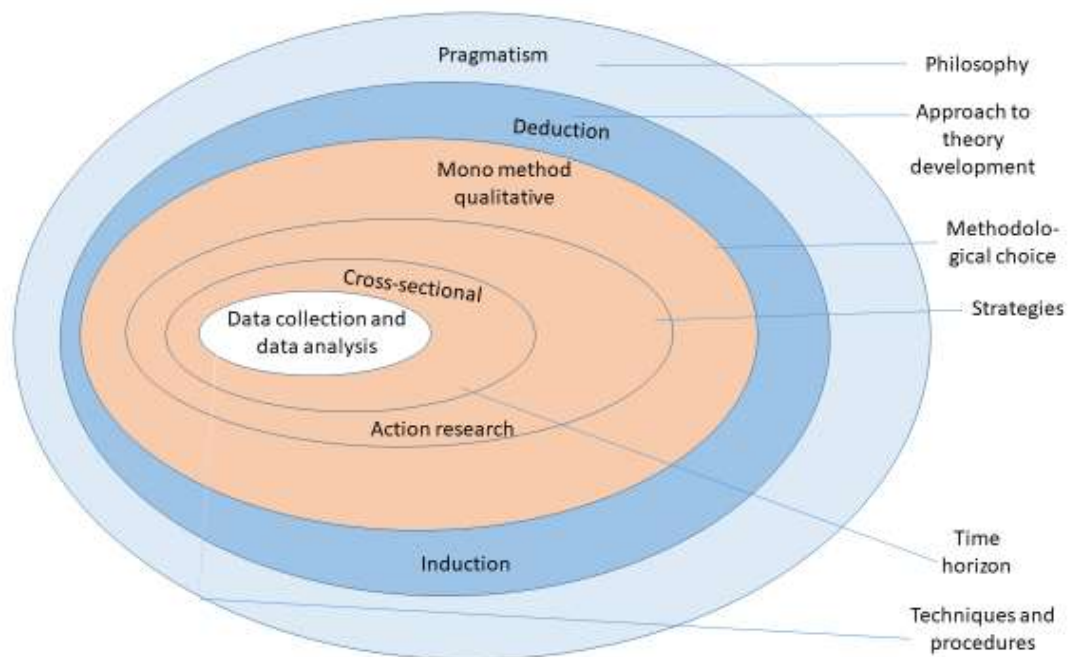 Pragmatism
Philosophy
Deduction
Approach to
theory
development
Mono method
qualitative
Methodolo-
gical choice
Cross-sectional
Strategies
Data collection and
data analysis
Action research
Induction
Time
horizon
Techniques and
procedures